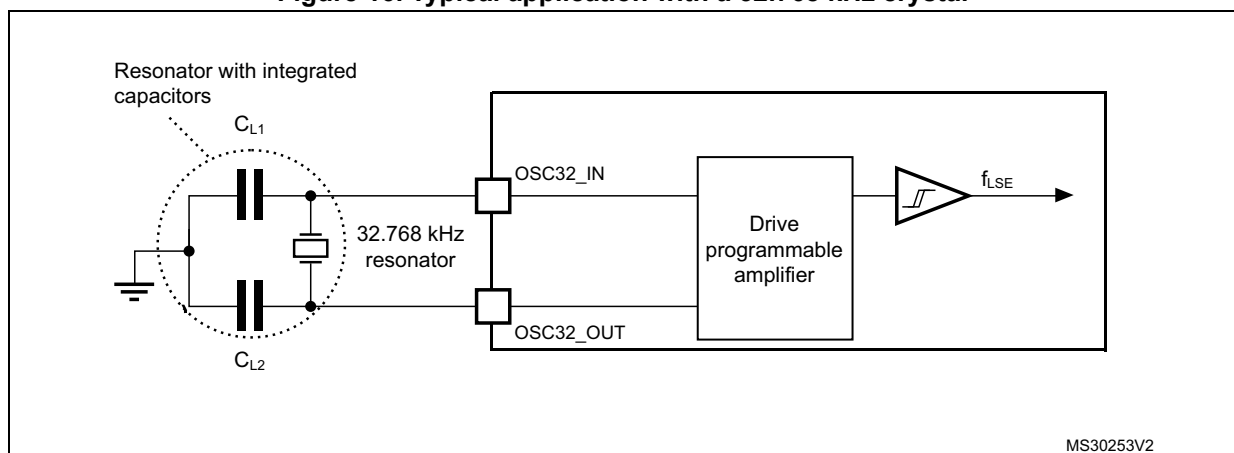 Resonator with integrated
capacitors
CL1
OSC32_IN
fLSE
32.768 kHz
resonator
Drive
programmable
amplifier
OSC32_OUT
CL2
MS30253V2